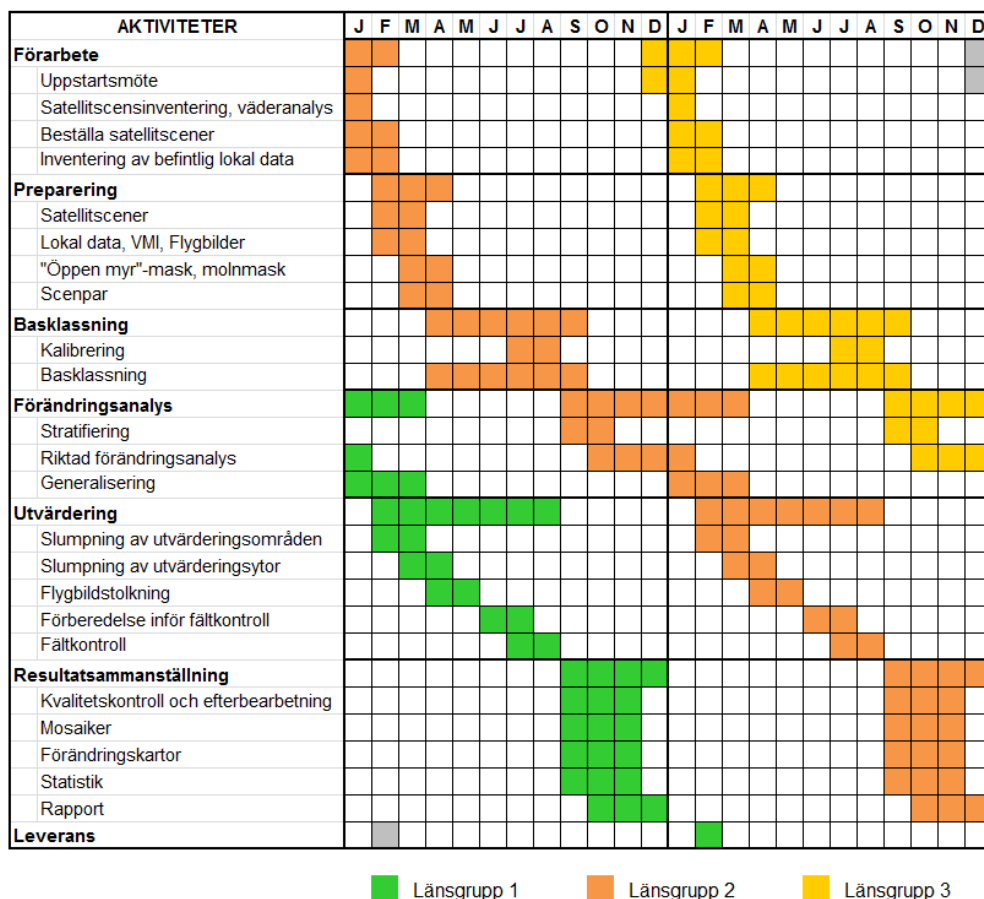 AKTIVITETER J F M A M J J A S O N D J F M A M J J A S O N D
Förarbete
Uppstartsmöte
Satellitscensinventering, väderanalys
Beställa satellitscener
Inventering av befintlig lokal data
Preparering
Satellitscener
Lokal data, VMI, Flygbilder
"Öppen myr"-mask, molnmask
Scenpar
Basklassning
Kalibrering
Basklassning
Förändringsanalys
Stratifiering
Riktad förändringsanalys
Generalisering
Utvärdering
Slumpning av utvärderingsområden
Slumpning av utvärderingsytor
Flygbildstolkning
Förberedelse inför fältkontroll
Fältkontroll
Resultatsammanställning
Kvalitetskontroll och efterbearbetning
Mosaiker
Förändringskartor
Statistik
Rapport
Leverans
Länsgrupp 1 Länsgrupp 2 Länsgrupp 3